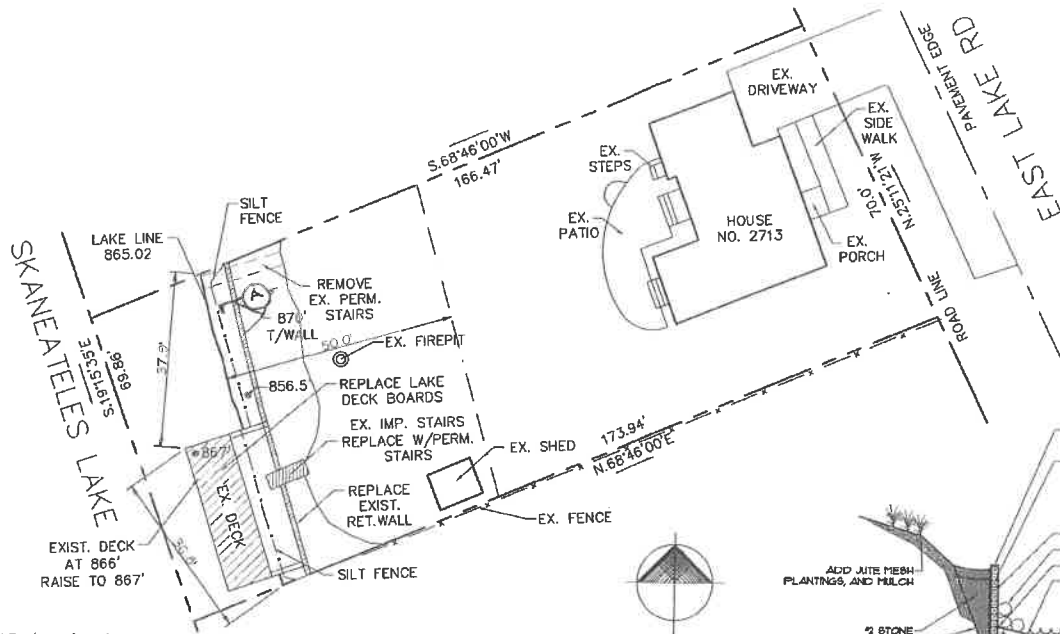 EAST LAKE RD
PAVEMENT EDGE
EX.
DRIVEWAY
EX.
SIDE
WALK
EX.
STEPS
S.68°46'00"W
166.47'
EX.
PATIO
HOUSE
NO. 2713
EX.
PORCH
70.0'
N.25°11'21"W
ROAD LINE
SILT
FENCE
LAKE LINE
865.02
SKANEATELES LAKE
S.19°15'35"E
69.86'
REMOVE
EX. PERM.
STAIRS
A
870'
T/WALL
50.0'
EX. FIREPIT
856.5
REPLACE LAKE
DECK BOARDS
EX. IMP. STAIRS
REPLACE W/PERM.
STAIRS
867'
EX. DECK
EX. SHED
173.94'
N.68°46'00"E
REPLACE
EXIST.
RET.WALL
EX. FENCE
EXIST. DECK
AT 866'
RAISE TO 867'
SILT FENCE
ADD JUTE MESH
PLANTINGS, AND MULCH